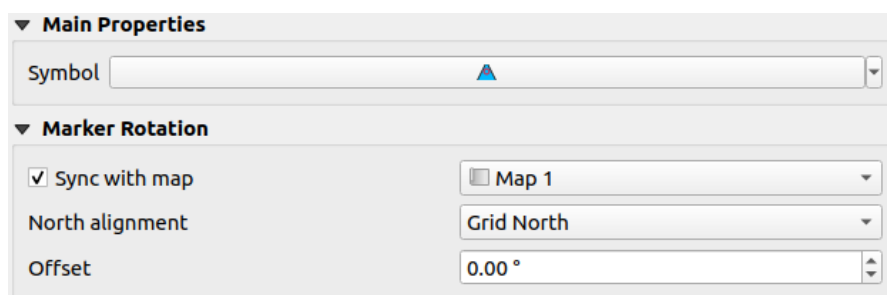 Main Properties
Symbol
Marker Rotation
Sync with map Map 1
North alignment Grid North
Offset 0.00 °